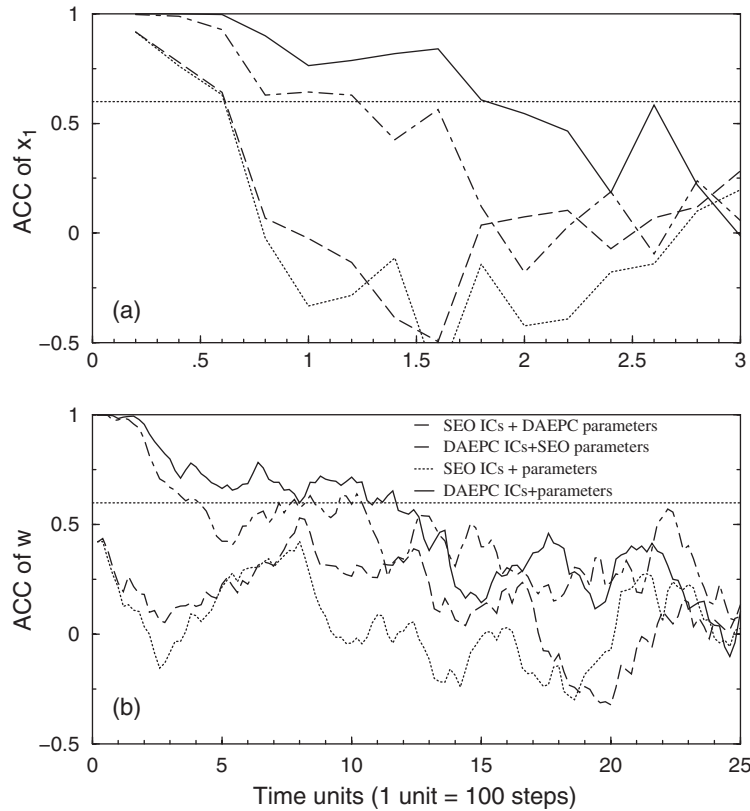 1
0.5
0
−0.5
ACC of x1
(a)
0 .5 1 1.5 2 2.5 3
1
0.5
0
−0.5
ACC of w
SEO ICs + DAEPC parameters
DAEPC ICs+SEO parameters
SEO ICs + parameters
DAEPC ICs+parameters
(b)
0 5 10 15 20 25
Time units (1 unit = 100 steps)